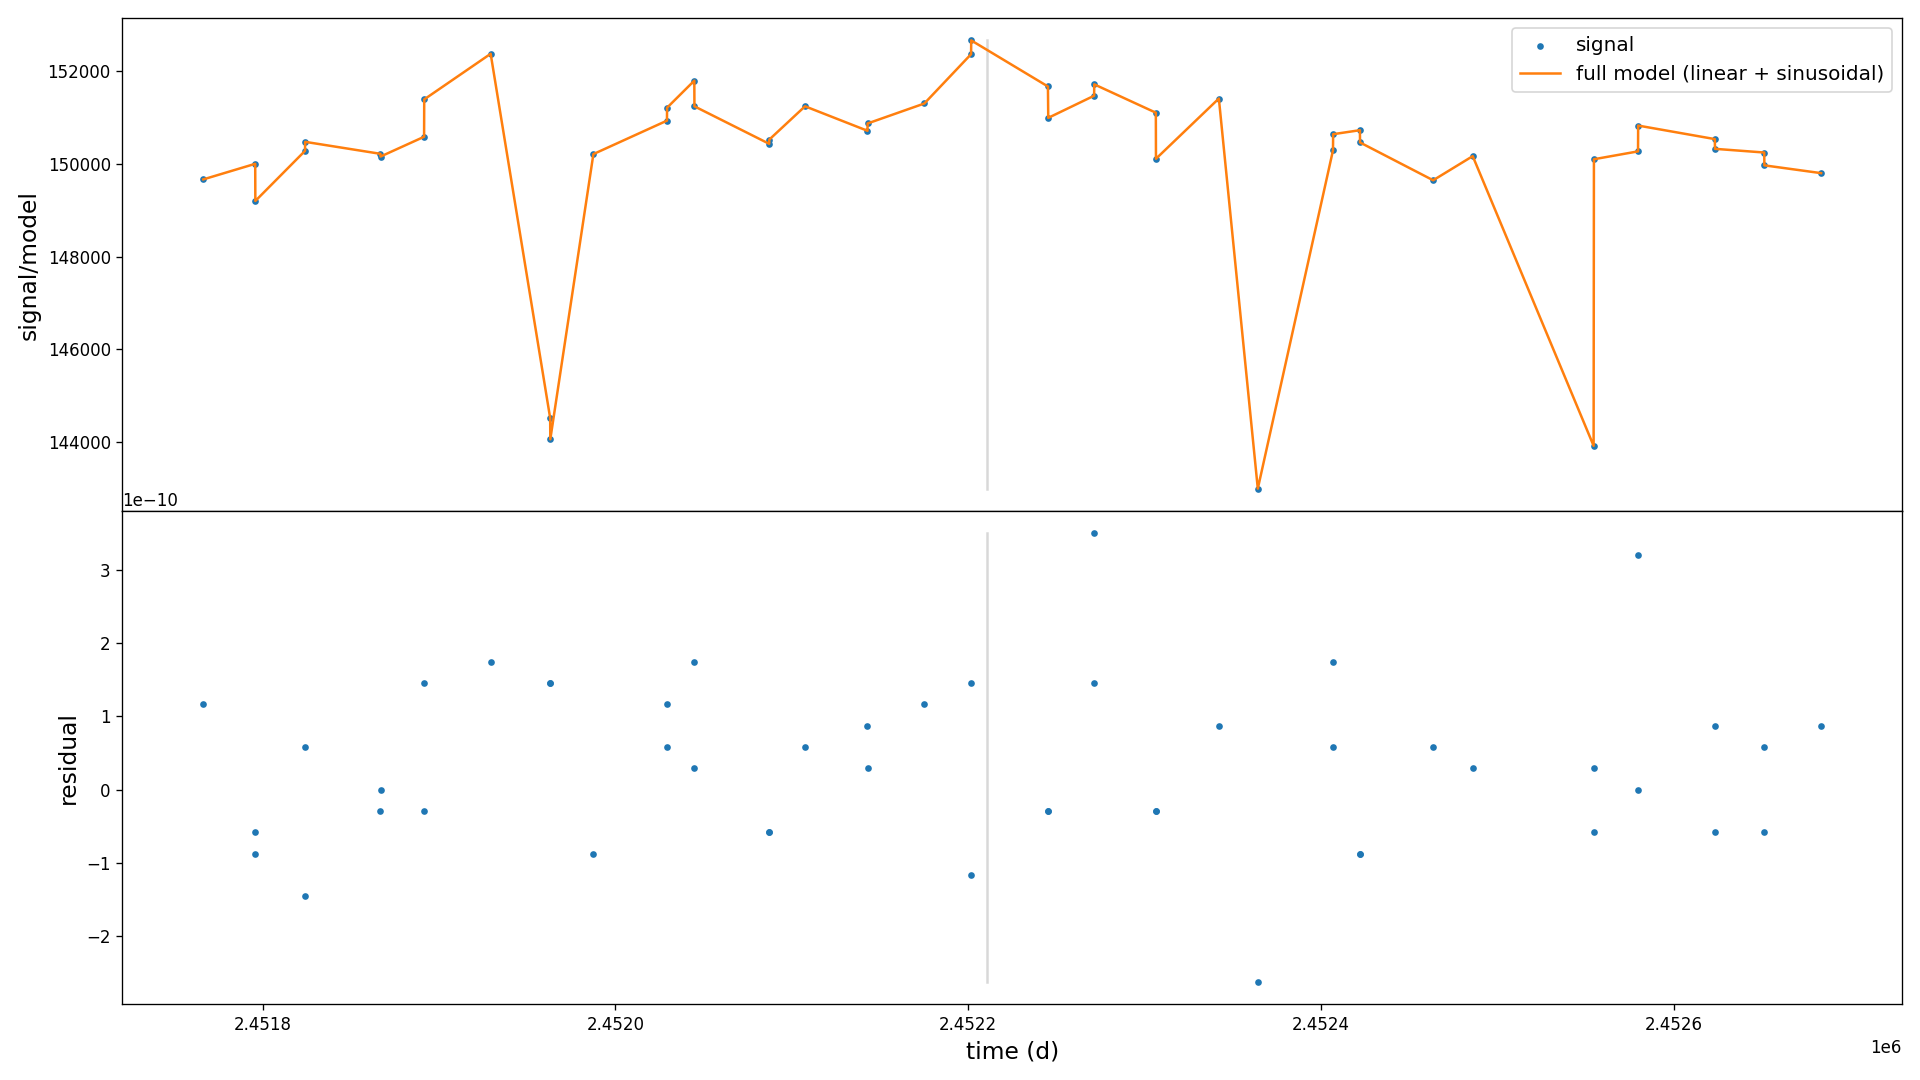 signal
full model (linear + sinusoidal)
signal/model
152000
150000
148000
146000
144000
1e−10
residual
3
2
1
0
−1
−2
2.4518
2.4520
2.4522
2.4524
2.4526
time (d)
1e6